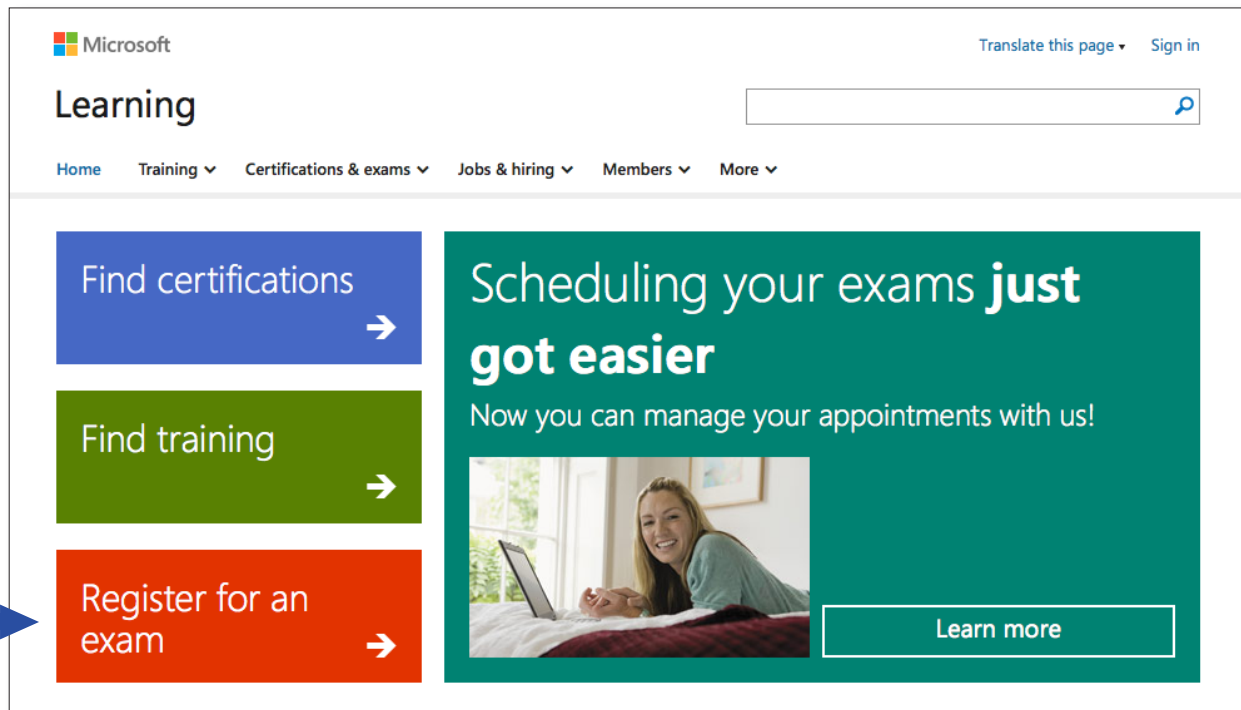 Microsoft
Translate this page
Sign in
Learning
Home Training Certifications & exams Jobs & hiring Members More
Find certifications
Find training
Register for an
exam
Scheduling your exams just
got easier
Now you can manage your appointments with us!
Learn more